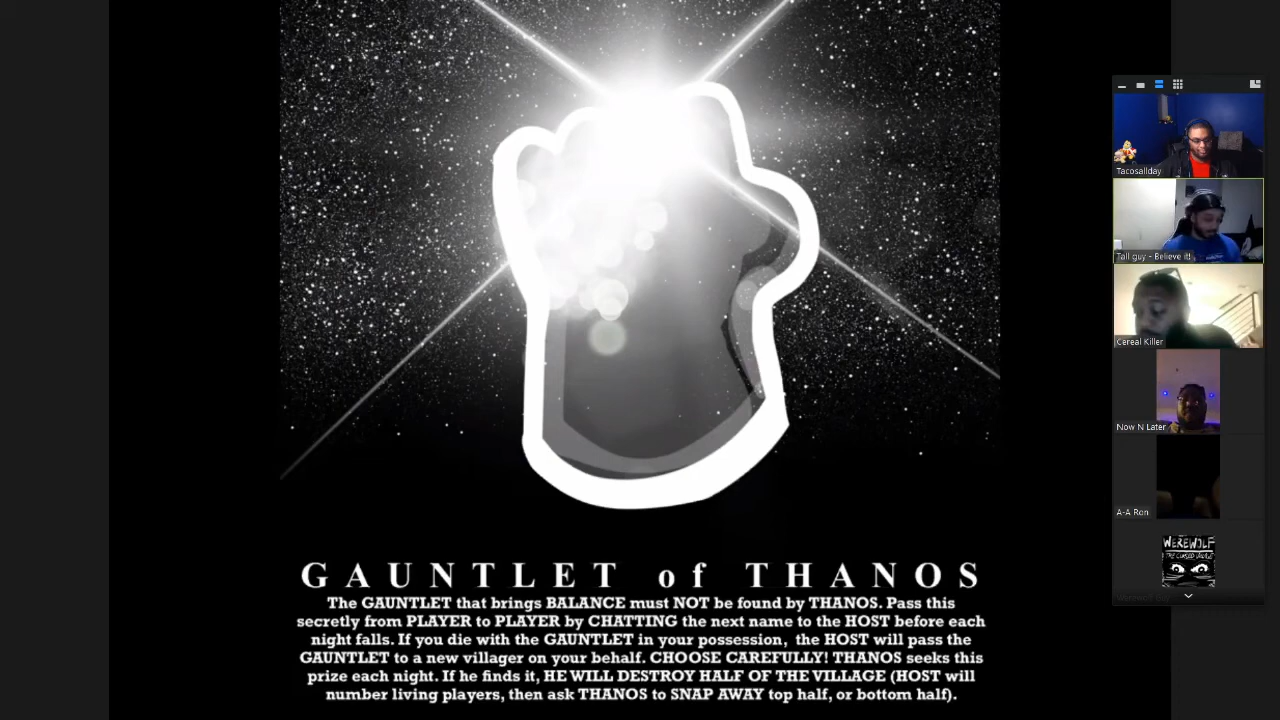 GAUNTLET of THANOS
The GAUNTLET that brings BALANCE must NOT be found by THANOS. Pass this
secretly from PLAYER to PLAYER by CHATTING the next name to the HOST before each
night falls. If you die with the GAUNTLET in your possession, the HOST will pass the
GAUNTLET to a new villager on your behalf. CHOOSE CAREFULLY! THANOS seeks this
prize each night. If he finds it, HE WILL DESTROY HALF OF THE VILLAGE (HOST will
number living players, then ask THANOS to SNAP AWAY top half, or bottom half).
Tacosallday
Tall guy - Believe it!
Cereal Killer
Now N Later
A-A Ron
WEREWOLF